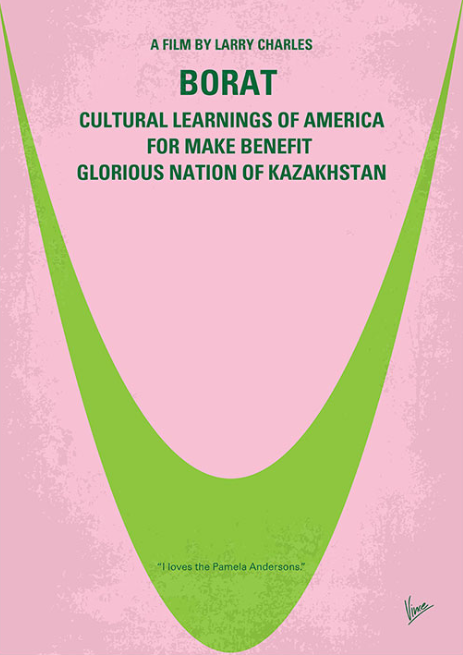 A FILM BY LARRY CHARLES
BORAT
CULTURAL LEARNINGS OF AMERICA
FOR MAKE BENEFIT
GLORIOUS NATION OF KAZAKHSTAN
"I loves the Pamela Andersons."